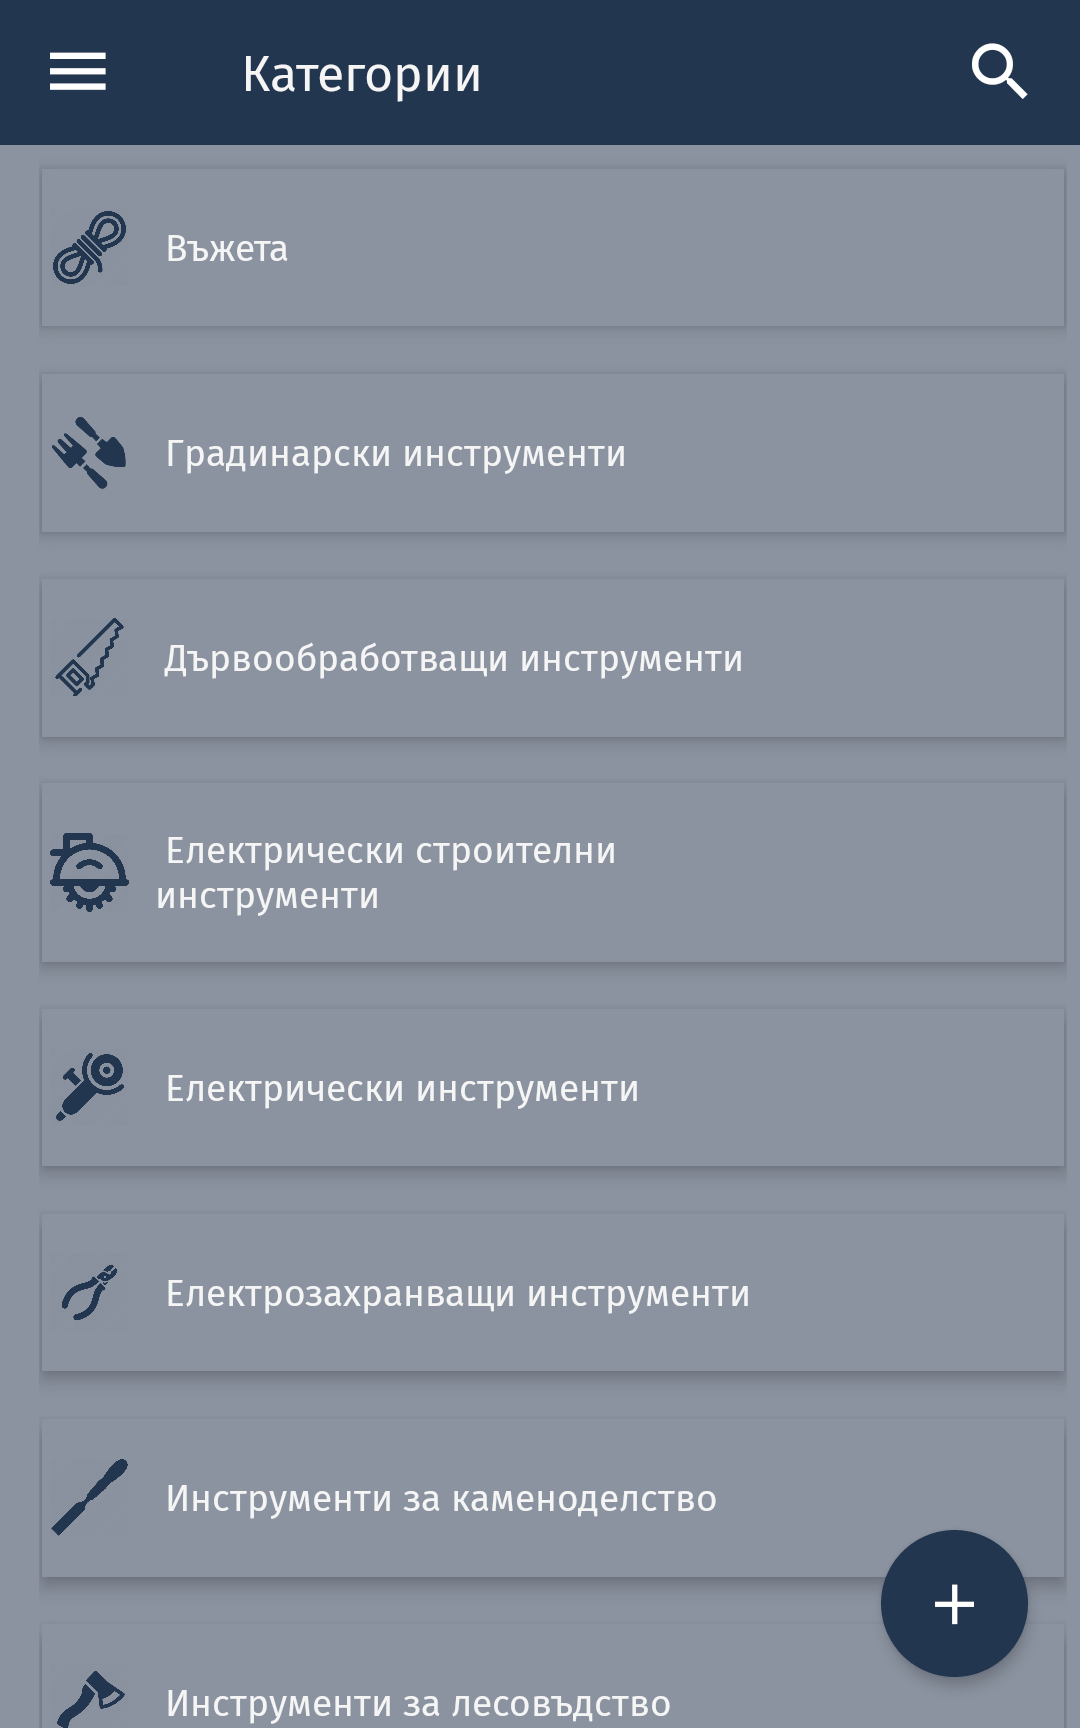 Категории
Въжета
Градинарски инструменти
Дървообработващи инструменти
Електрически строителни
инструменти
Електрически инструменти
Електрозахранващи инструменти
Инструменти за каменоделство
Инструменти за лесовъдство